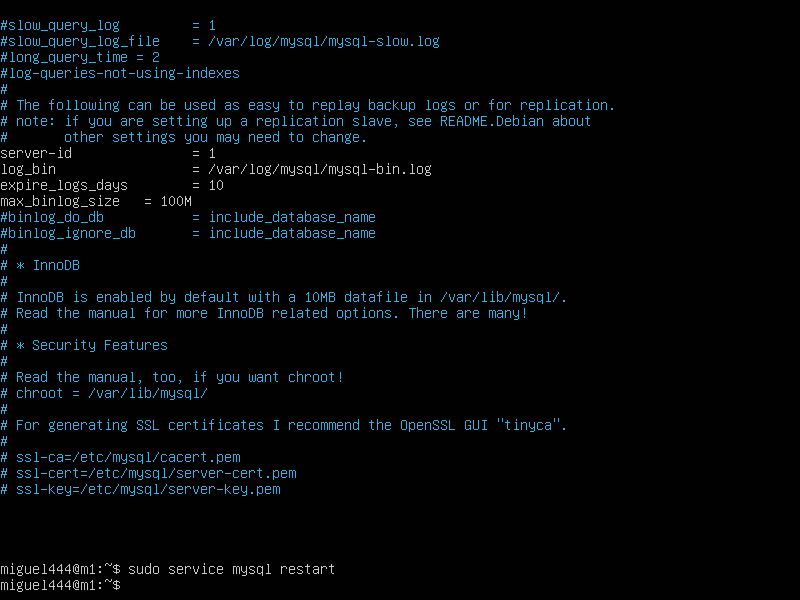 #slow_query_log         = 1
#slow_query_log_file    = /var/log/mysql/mysql-slow.log
#long_query_time = 2
#log-queries-not-using-indexes
#
# The following can be used as easy to replay backup logs or for replication.
# note: if you are setting up a replication slave, see README.Debian about
#       other settings you may need to change.
server-id               = 1
log_bin                 = /var/log/mysql/mysql-bin.log
expire_logs_days        = 10
max_binlog_size   = 100M
#binlog_do_db           = include_database_name
#binlog_ignore_db       = include_database_name
#
# * InnoDB
#
# InnoDB is enabled by default with a 10MB datafile in /var/lib/mysql/.
# Read the manual for more InnoDB related options. There are many!
#
# * Security Features
#
# Read the manual, too, if you want chroot!
# chroot = /var/lib/mysql/
#
# For generating SSL certificates I recommend the OpenSSL GUI "tinyca".
#
# ssl-ca=/etc/mysql/cacert.pem
# ssl-cert=/etc/mysql/server-cert.pem
# ssl-key=/etc/mysql/server-key.pem
miguel444@m1:~$ sudo service mysql restart
miguel444@m1:~$